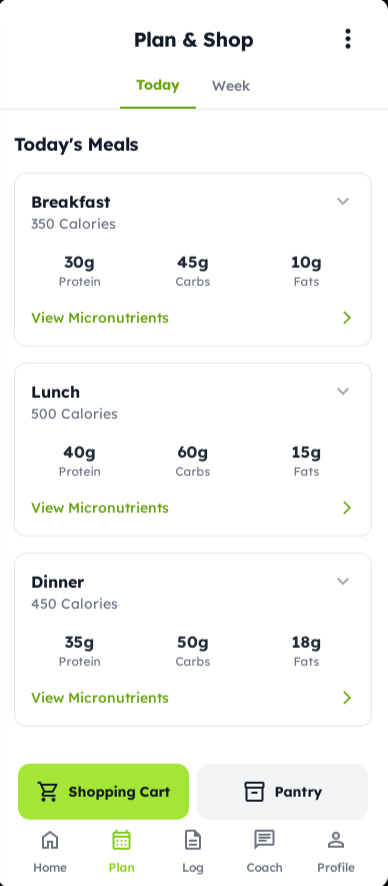 Plan & Shop
Today Week
Today's Meals
Breakfast
350 Calories
30g 45g 10g
Protein Carbs Fats
View Micronutrients
Lunch
500 Calories
40g 60g 15g
Protein Carbs Fats
View Micronutrients
Dinner
450 Calories
35g 50g 18g
Protein Carbs Fats
View Micronutrients
Shopping Cart Pantry
Home Plan Log Coach Profile